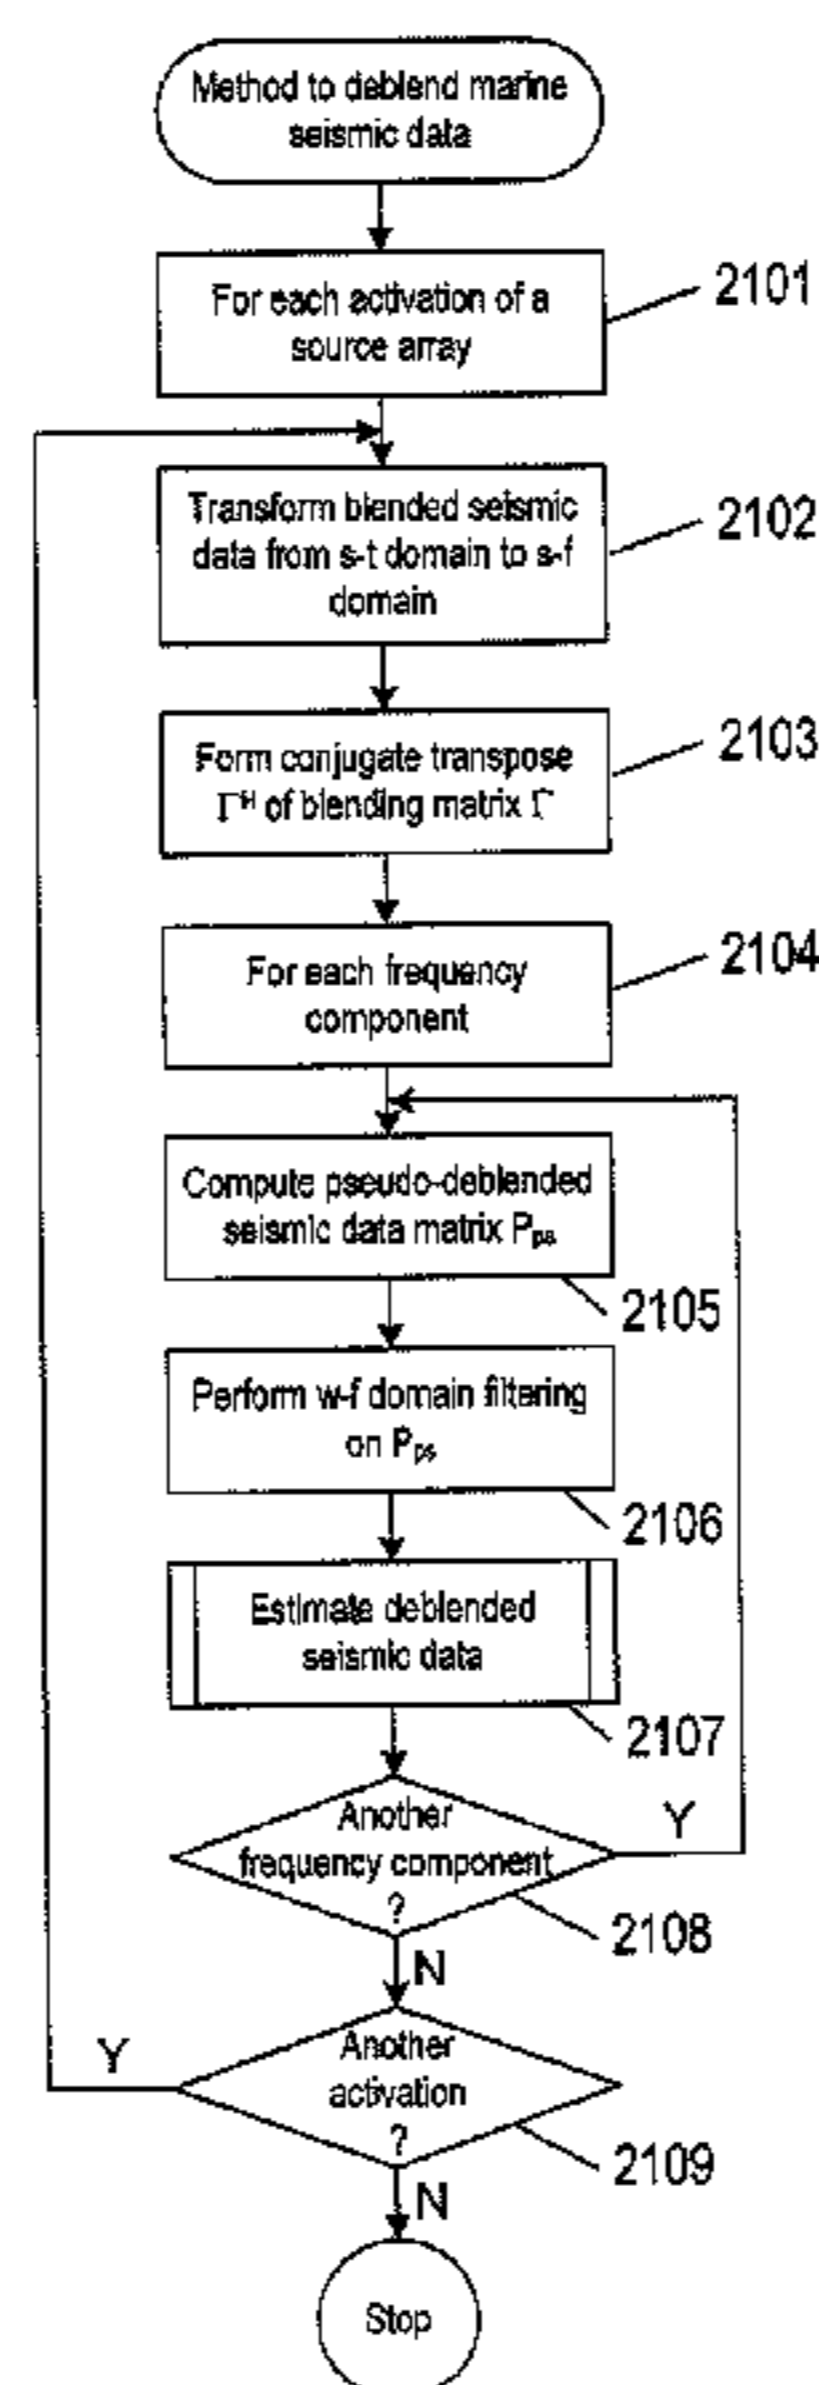 Method to deblend marine
seismic data
For each activation of a
source array
2101
Transform blended seismic
data from s-t domain to s-f
domain
2102
Form conjugate transpose
Γᴴ of blending matrix Γ
2103
For each frequency
component
2104
Compute pseudo-deblended
seismic data matrix Pₚₛ
2105
Perform w-f domain filtering
on Pₚₛ
2106
Estimate deblended
seismic data
2107
Another
frequency component
?
Y
2108
N
Another
activation
?
Y
2109
N
Stop